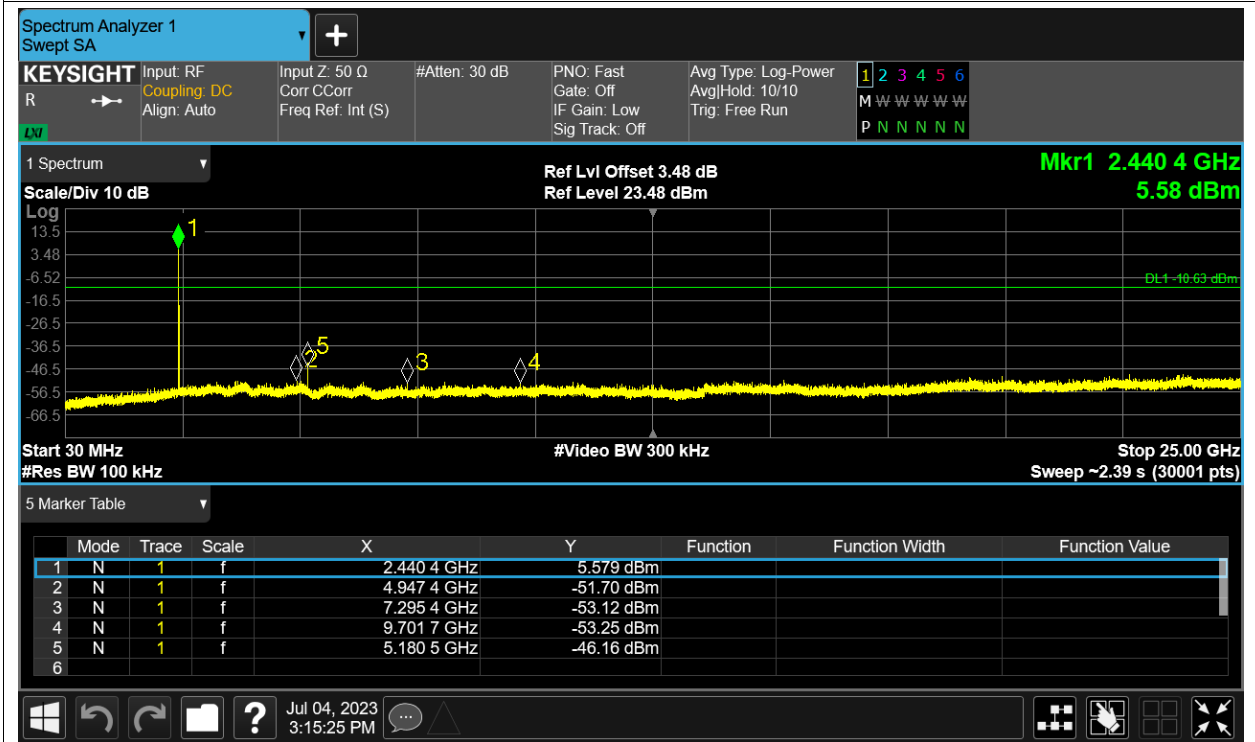 Spectrum Analyzer 1
Swept SA
+
KEYSIGHT
R
LXI
Input: RF
Coupling: DC
Align: Auto
Input Z: 50 Ω
Corr CCorr
Freq Ref: Int (S)
#Atten: 30 dB
PNO: Fast
Gate: Off
IF Gain: Low
Sig Track: Off
Avg Type: Log-Power
Avg|Hold: 10/10
Trig: Free Run
1 2 3 4 5 6
M W W W W W
P N N N N N
1 Spectrum
Scale/Div 10 dB
Ref Lvl Offset 3.48 dB
Ref Level 23.48 dBm
Mkr1 2.440 4 GHz
5.58 dBm
Log
13.5
3.48
-6.52
-16.5
-26.5
-36.5
-46.5
-56.5
-66.5
1
2
5
3
4
DL1 -10.63 dBm
Start 30 MHz
#Res BW 100 kHz
#Video BW 300 kHz
Stop 25.00 GHz
Sweep ~2.39 s (30001 pts)
5 Marker Table
Mode Trace Scale X Y Function Function Width Function Value
1 N 1 f 2.440 4 GHz 5.579 dBm
2 N 1 f 4.947 4 GHz -51.70 dBm
3 N 1 f 7.295 4 GHz -53.12 dBm
4 N 1 f 9.701 7 GHz -53.25 dBm
5 N 1 f 5.180 5 GHz -46.16 dBm
6
?
Jul 04, 2023
3:15:25 PM